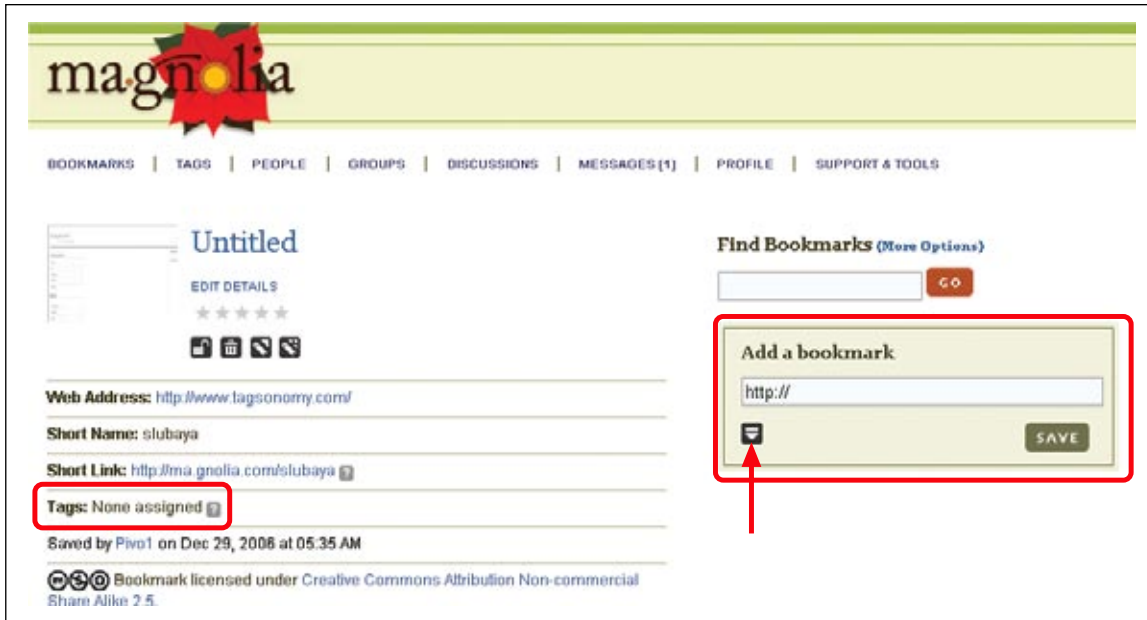 ma.gnolia
BOOKMARKS | TAGS | PEOPLE | GROUPS | DISCUSSIONS | MESSAGES (1) | PROFILE | SUPPORT & TOOLS
Untitled
EDIT DETAILS
Web Address: http://www.tagsonomy.com/
Short Name: slubaya
Short Link: http://ma.gnolia.com/slubaya ?
Tags: None assigned ?
Saved by Pivo1 on Dec 29, 2006 at 05:35 AM
Bookmark licensed under Creative Commons Attribution Non-commercial
Share Alike 2.5.
Find Bookmarks (More Options)
GO
Add a bookmark
http://
SAVE